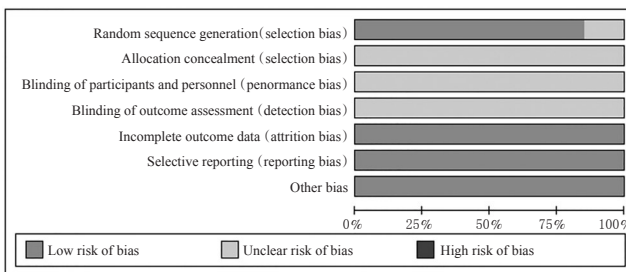 Random sequence generation(selection bias)
Allocation concealment (selection bias)
Blinding of participants and personnel (penormance bias)
Blinding of outcome assessment (detection bias)
Incomplete outcome data (attrition bias)
Selective reporting (reporting bias)
Other bias
0% 25% 50% 75% 100%
Low risk of bias Unclear risk of bias High risk of bias